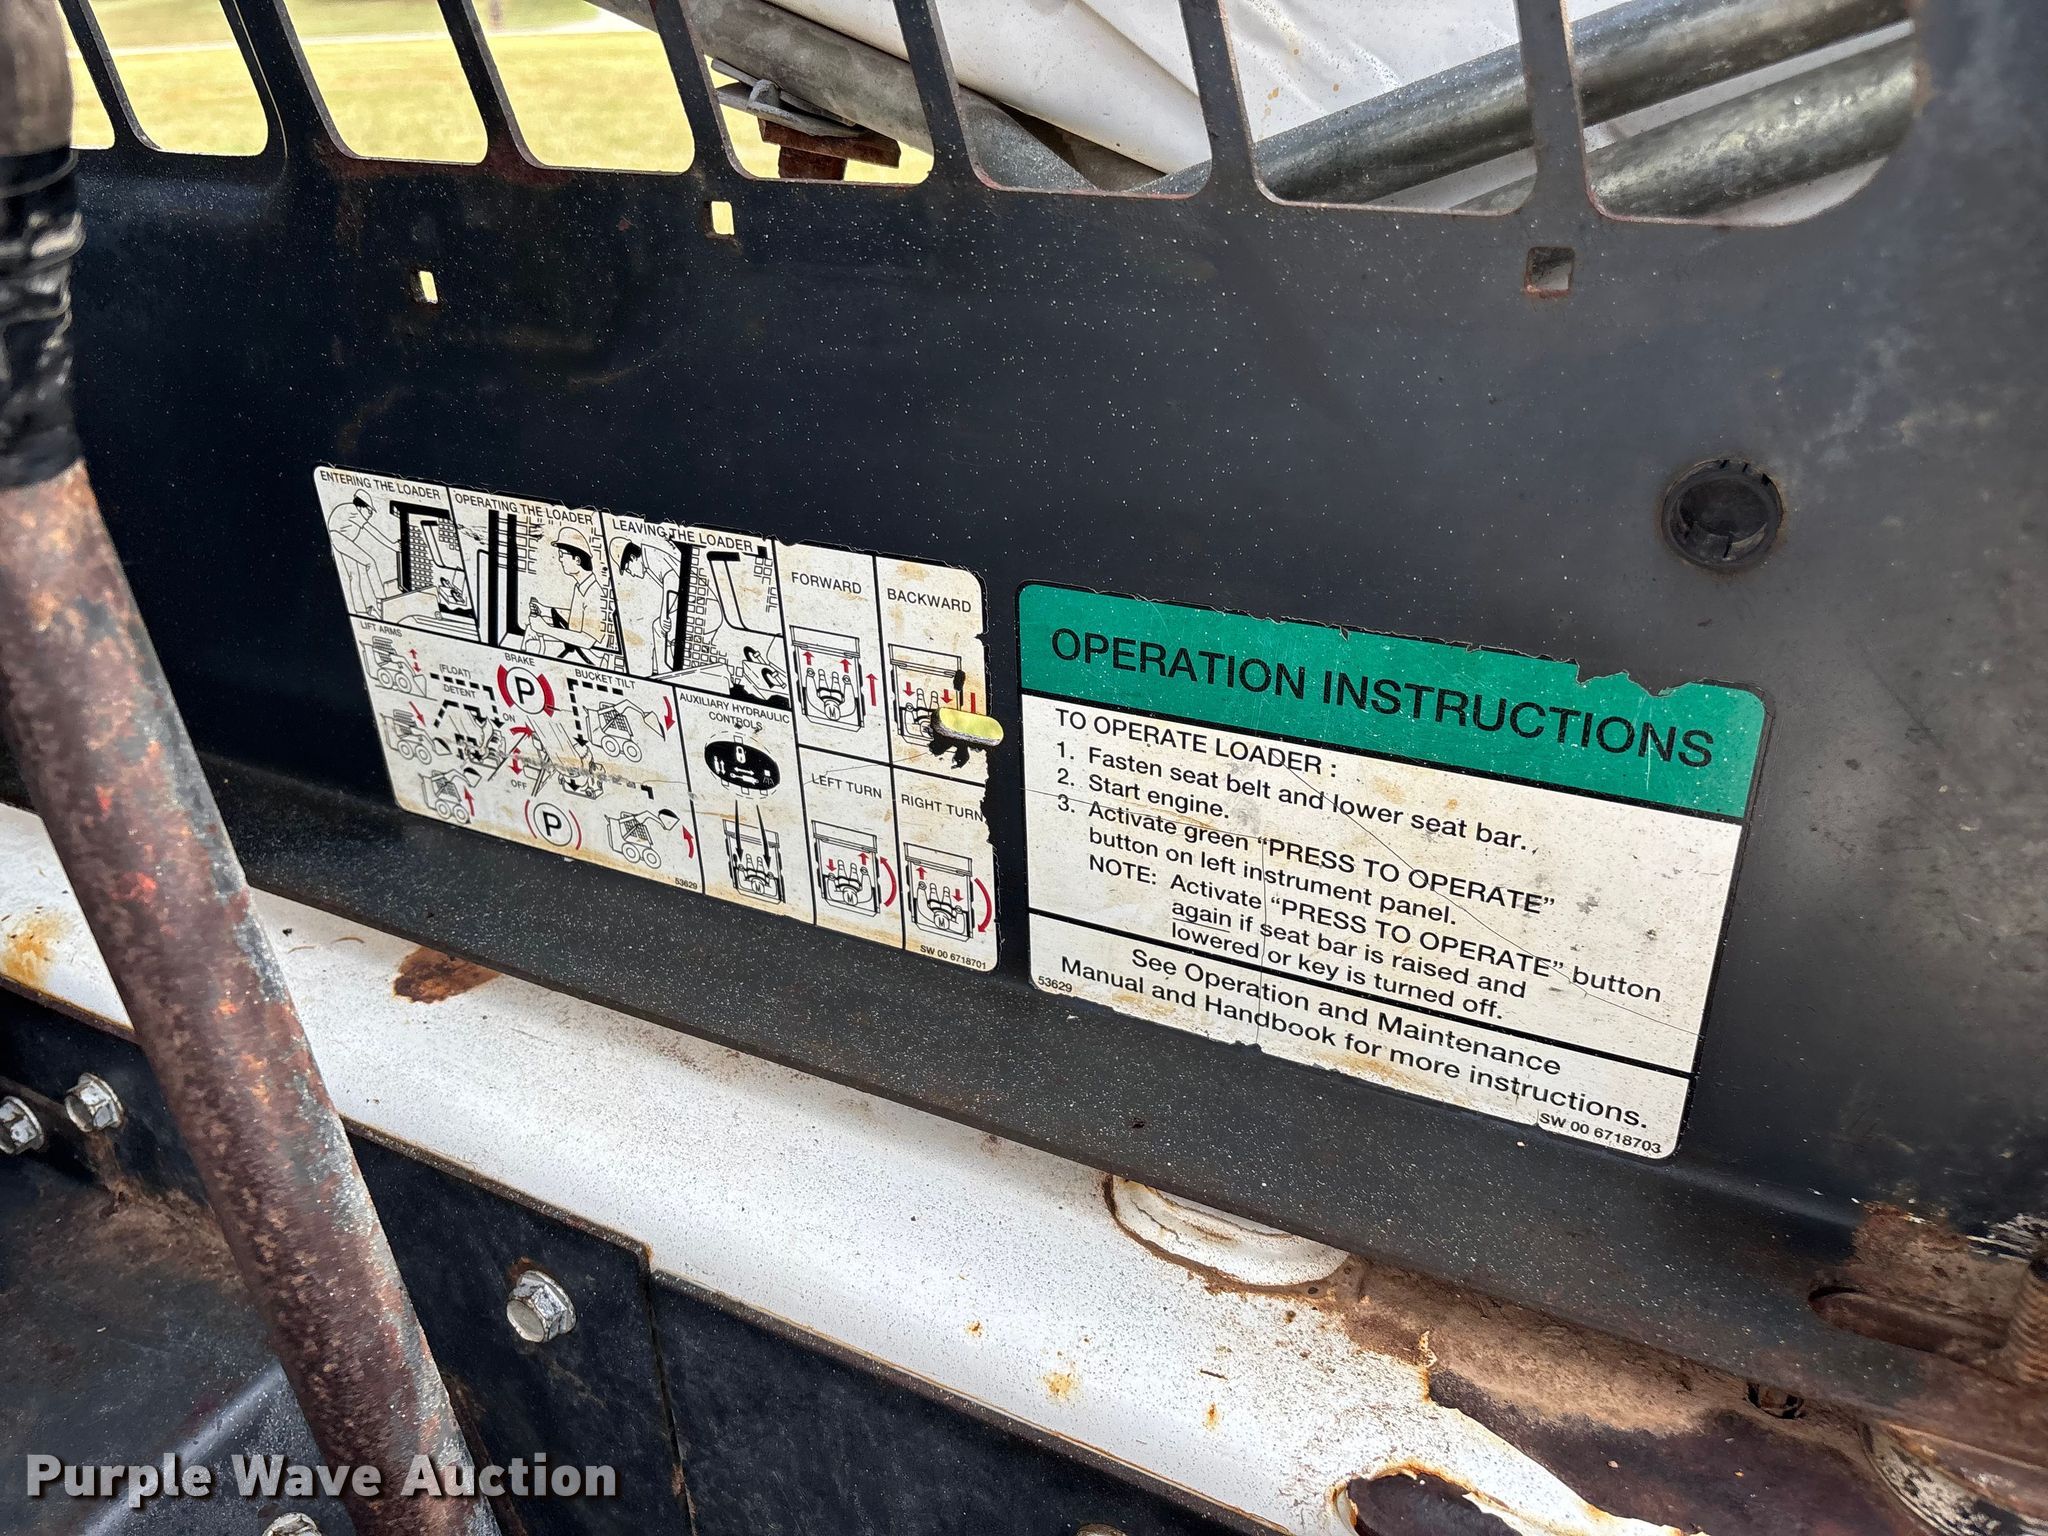 ENTERING THE LOADER
OPERATING THE LOADER
LEAVING THE LOADER
FORWARD
BACKWARD
LIFT ARMS
(FLOAT)
DETENT
BRAKE
P
ON
OFF
P
BUCKET TILT
AUXILIARY HYDRAULIC
CONTROLS
M
LEFT TURN
RIGHT TURN
M
M
53629
SW 00 6718701
OPERATION INSTRUCTIONS
TO OPERATE LOADER :
1. Fasten seat belt and lower seat bar.
2. Start engine.
3. Activate green “PRESS TO OPERATE”
button on left instrument panel.
NOTE: Activate “PRESS TO OPERATE” button
again if seat bar is raised and
lowered or key is turned off.
See Operation and Maintenance
Manual and Handbook for more instructions.
53629
SW 00 6718703
Purple Wave Auction